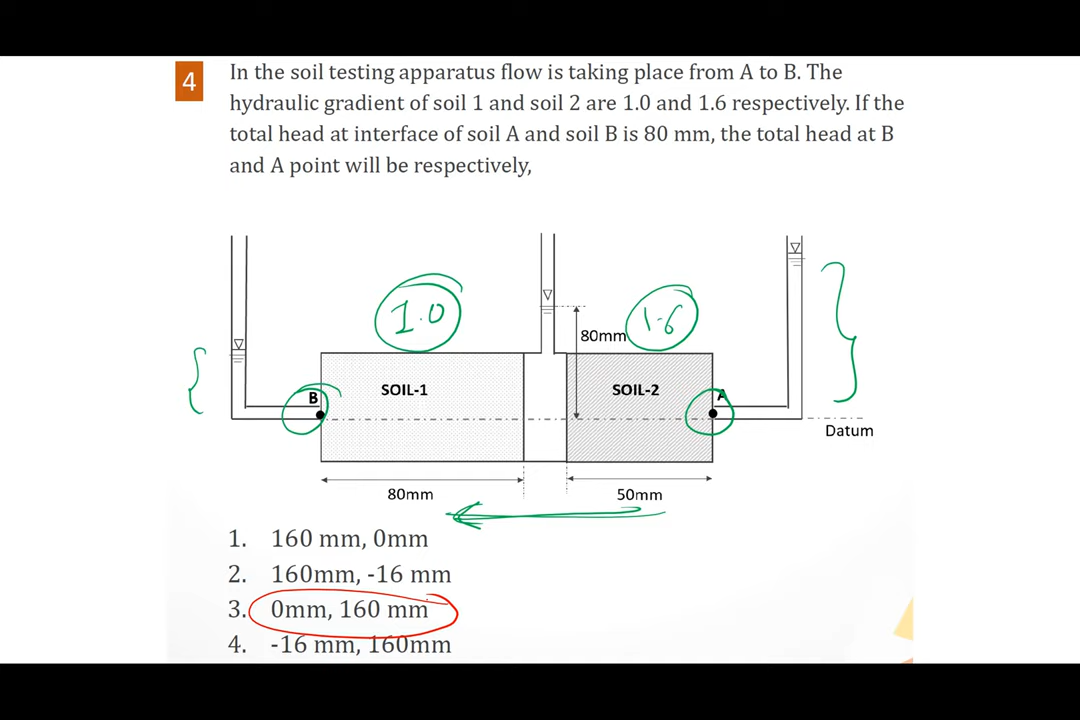 4
In the soil testing apparatus flow is taking place from A to B. The
hydraulic gradient of soil 1 and soil 2 are 1.0 and 1.6 respectively. If the
total head at interface of soil A and soil B is 80 mm, the total head at B
and A point will be respectively,
1.0
1.6
80mm
B
SOIL-1
SOIL-2
A
Datum
80mm
50mm
1. 160 mm, 0mm
2. 160mm, -16 mm
3. 0mm, 160 mm
4. -16 mm, 160mm